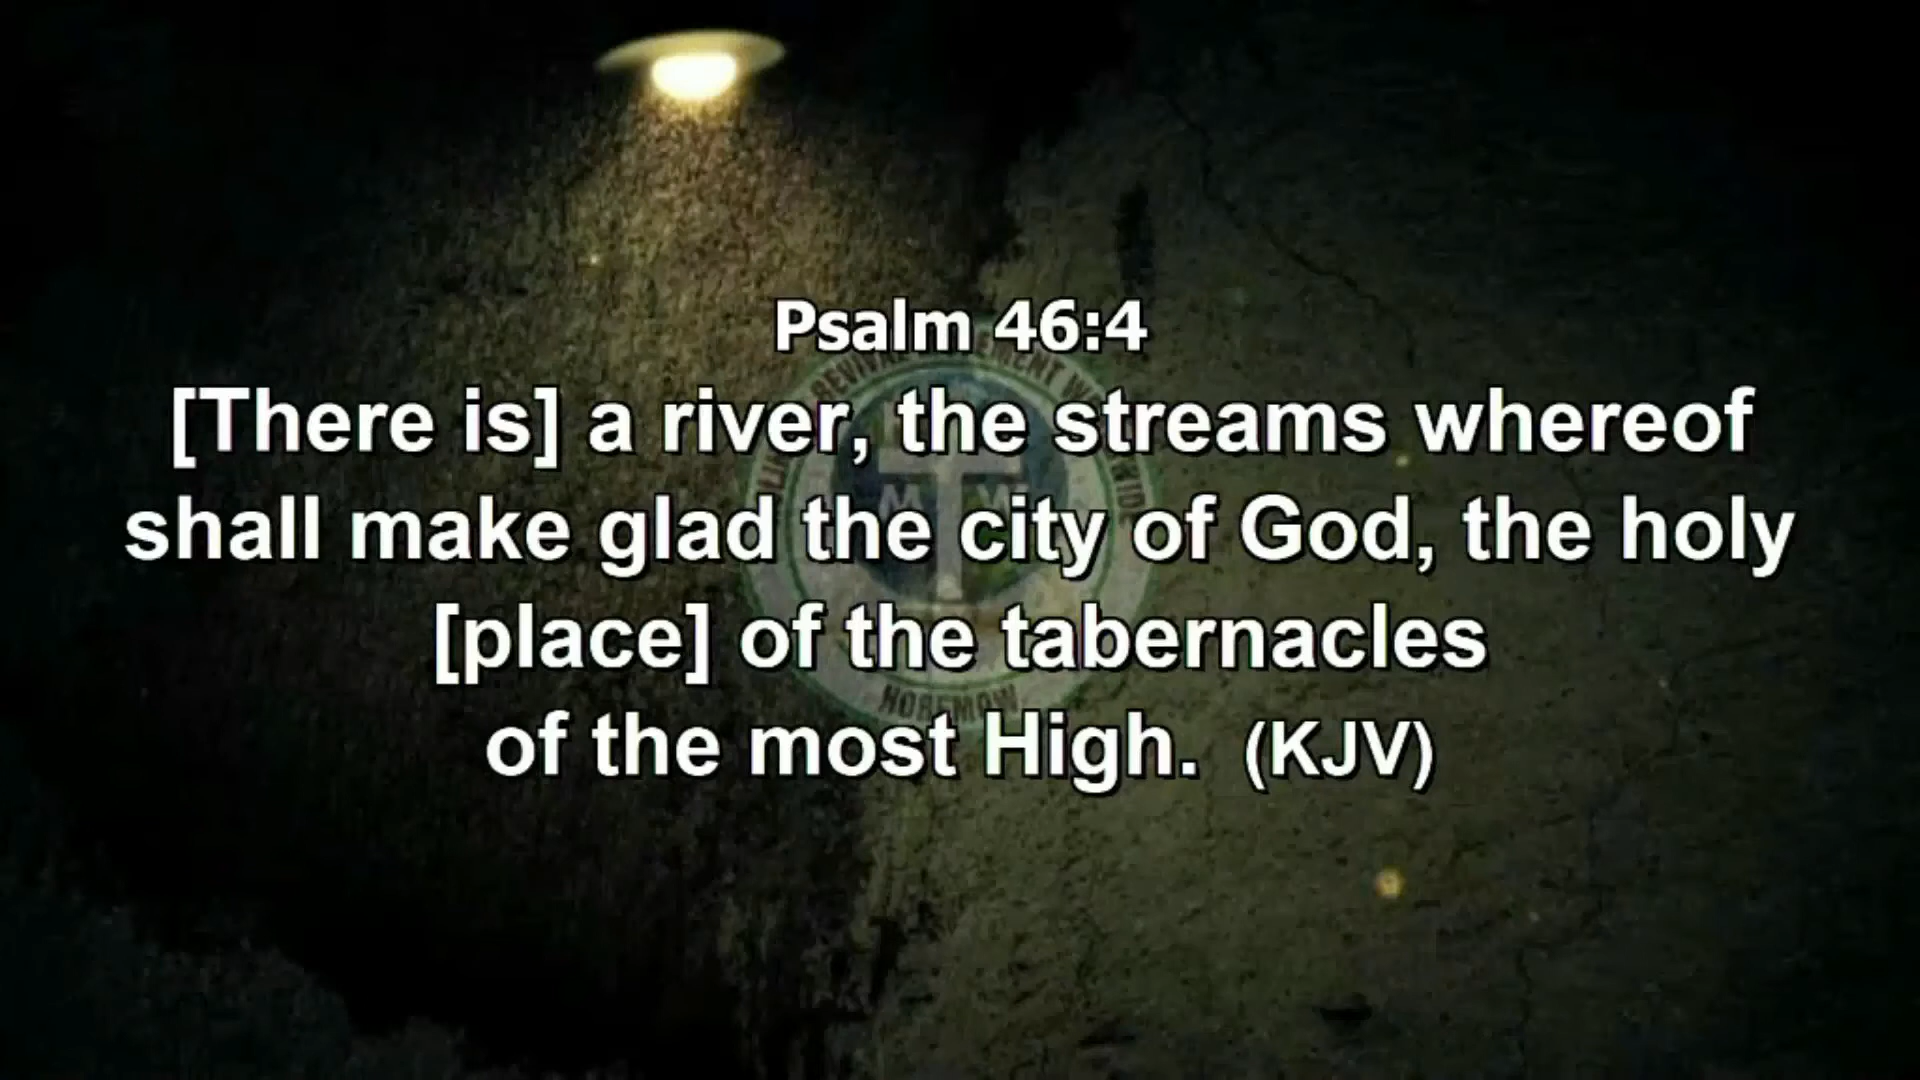 Psalm 46:4
[There is] a river, the streams whereof
shall make glad the city of God, the holy
[place] of the tabernacles
of the most High.  (KJV)
HOREMOW